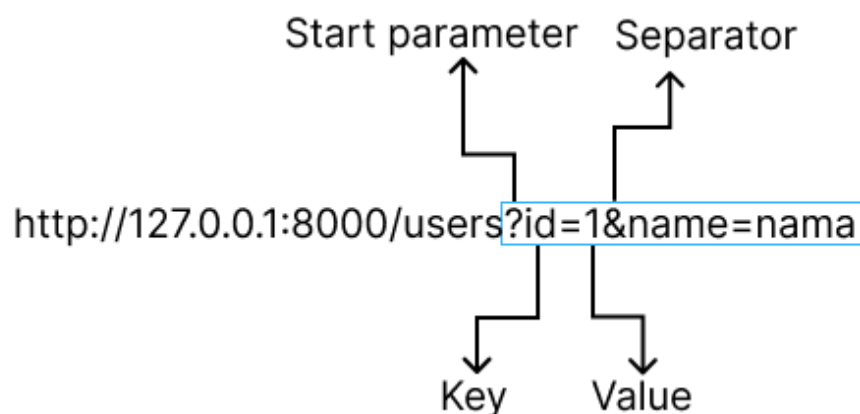 Start parameter Separator
http://127.0.0.1:8000/users?id=1&name=nama
Key Value